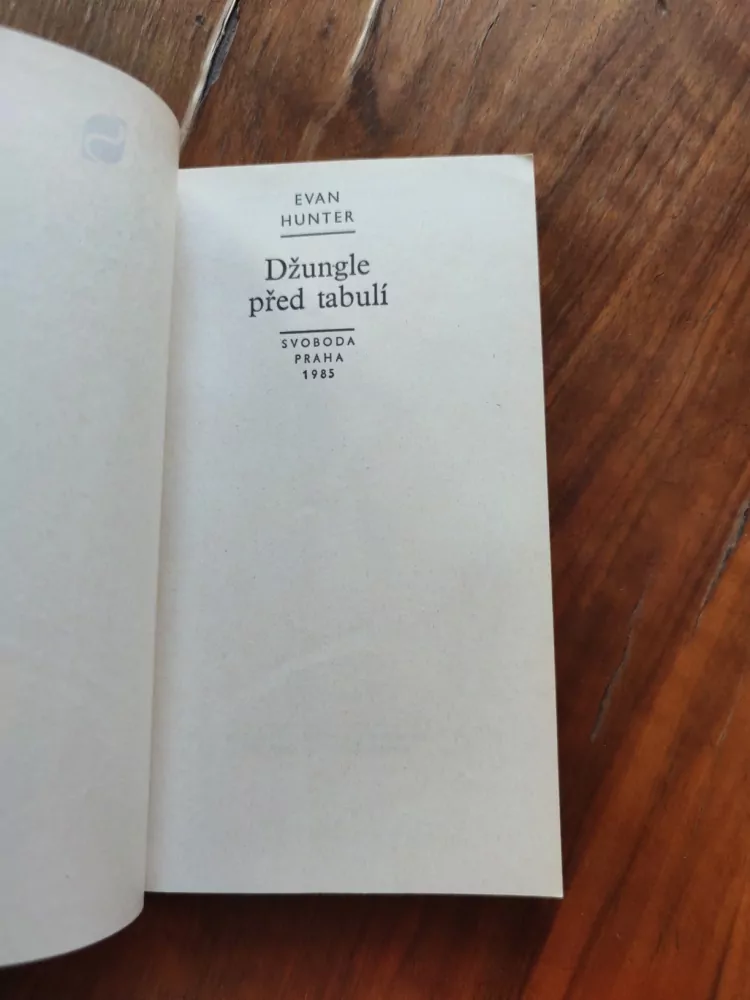 EVAN
HUNTER
Džungle
před tabulí
SVOBODA
PRAHA
1985